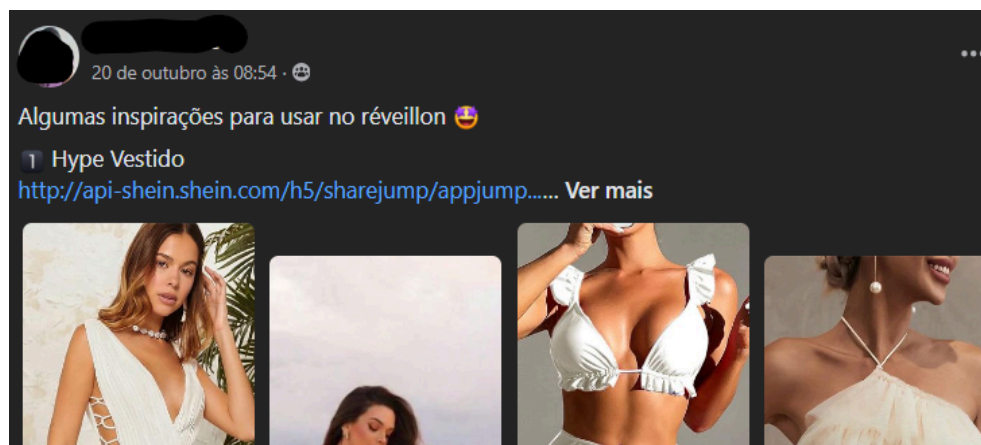 20 de outubro às 08:54 ·
Algumas inspirações para usar no réveillon 🤩
1 Hype Vestido
http://api-shein.shein.com/h5/sharejump/appjump...... Ver mais